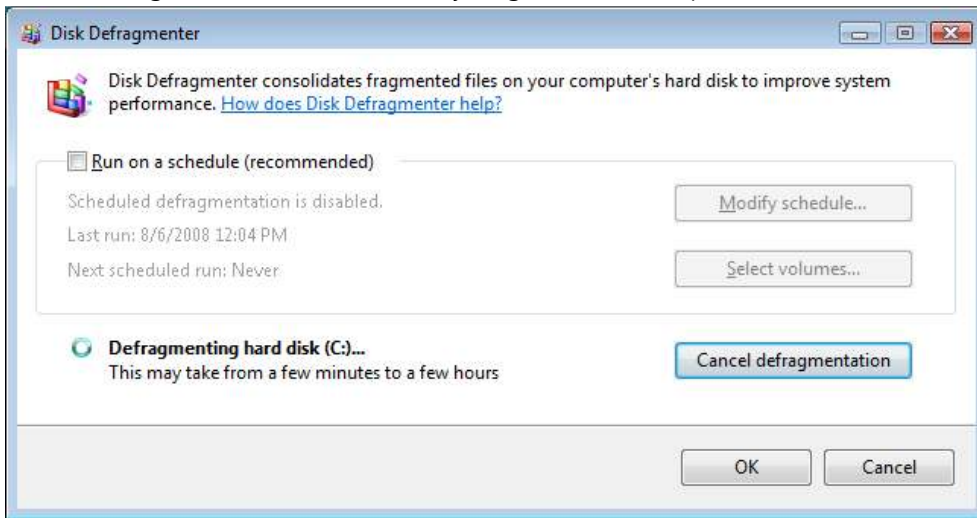 Disk Defragmenter
Disk Defragmenter consolidates fragmented files on your computer's hard disk to improve system
performance. How does Disk Defragmenter help?
Run on a schedule (recommended)
Scheduled defragmentation is disabled.
Modify schedule...
Last run: 8/6/2008 12:04 PM
Next scheduled run: Never
Select volumes...
Defragmenting hard disk (C:)...
This may take from a few minutes to a few hours
Cancel defragmentation
OK
Cancel